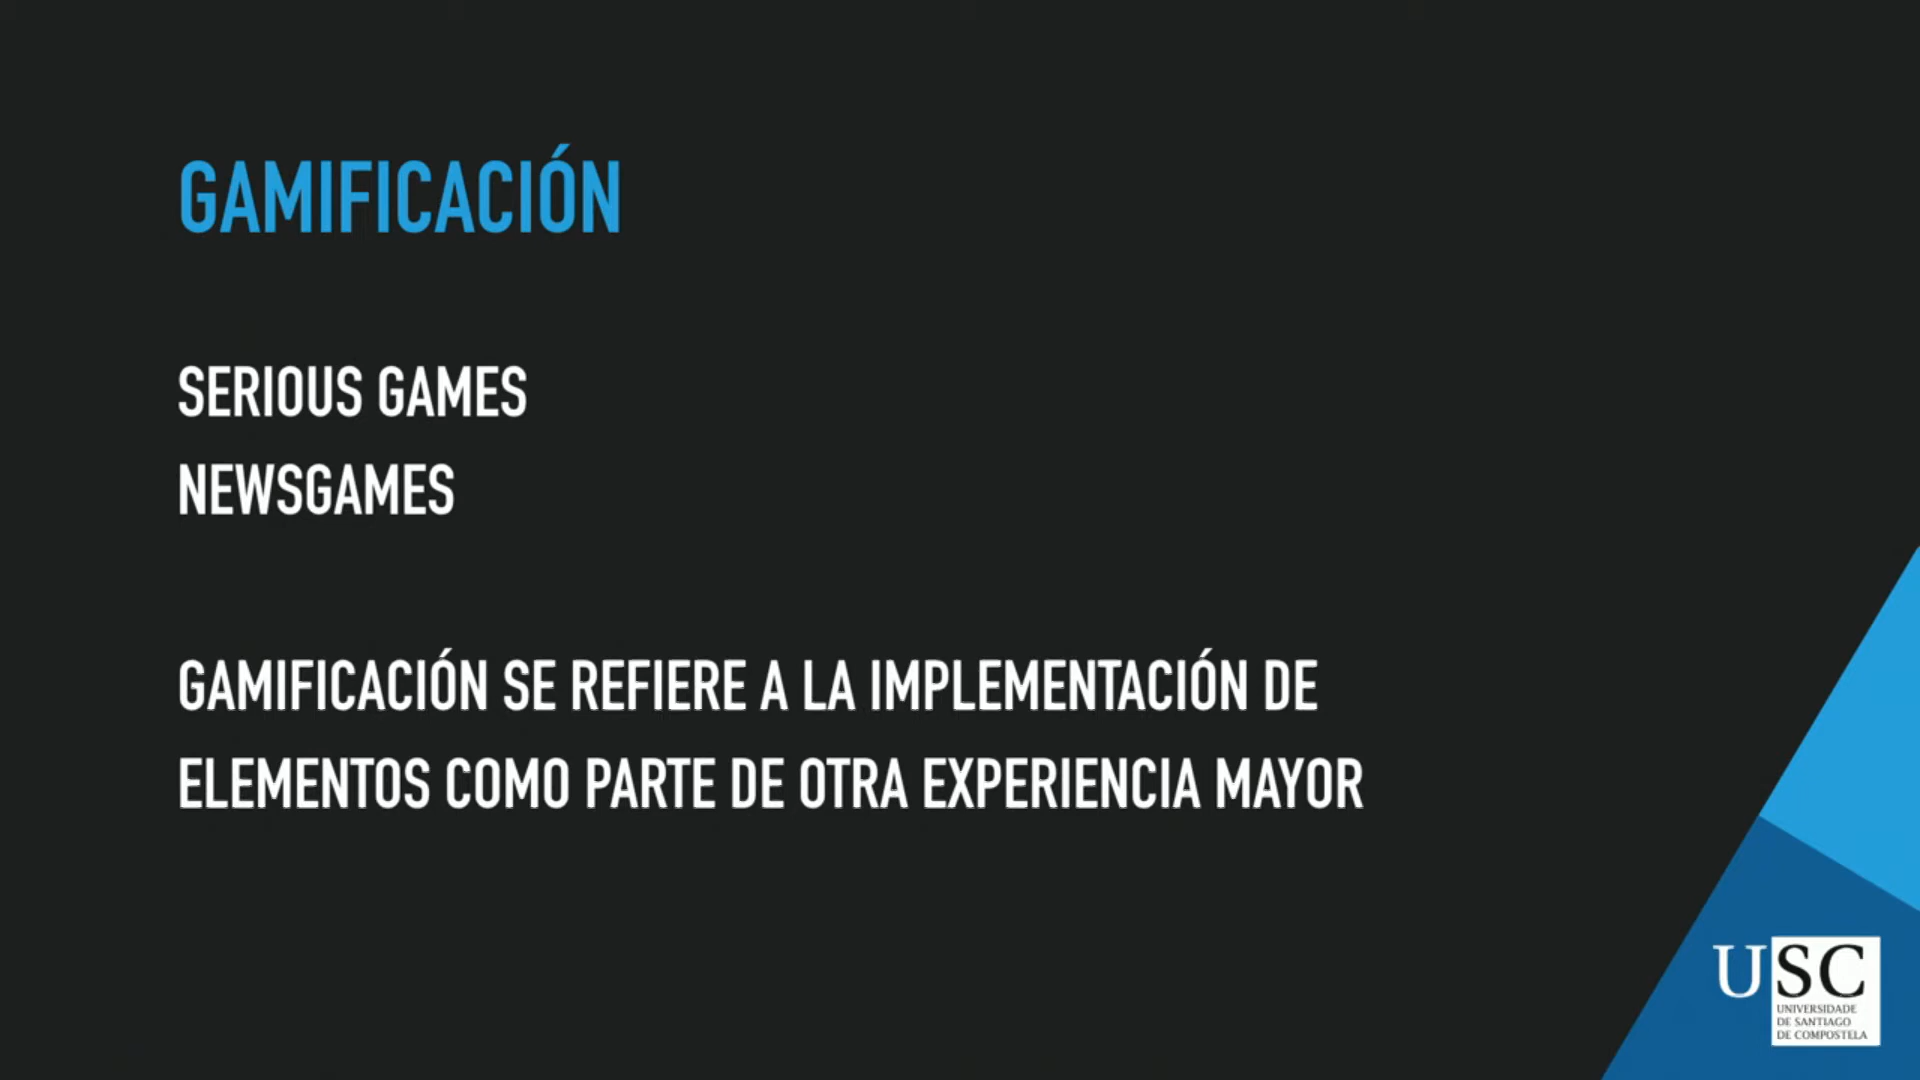 GAMIFICACIÓN
SERIOUS GAMES
NEWSGAMES
GAMIFICACIÓN SE REFIERE A LA IMPLEMENTACIÓN DE
ELEMENTOS COMO PARTE DE OTRA EXPERIENCIA MAYOR
USC
UNIVERSIDADE
DE SANTIAGO
DE COMPOSTELA